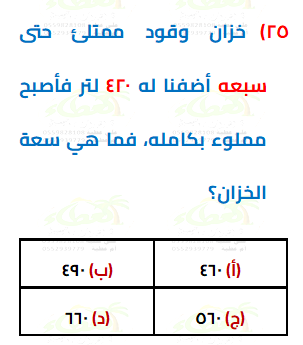 ٢٥) خزان وقود ممتلئ حتى
سبعه أضفنا له ٤٢٠ لتر فأصبح
مملوء بكامله، فما هي سعة
الخزان؟
(أ) ٤٦٠
(ب) ٤٩٠
(ج) ٥٦٠
(د) ٦٦٠